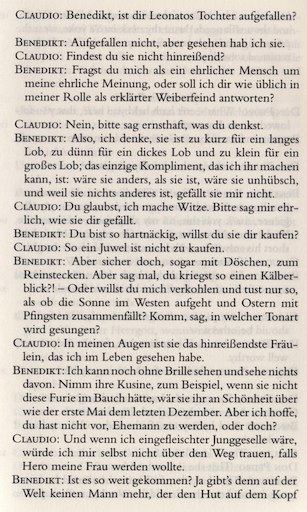 CLAUDIO: Benedikt, ist dir Leonatos Tochter aufgefallen?
BENEDIKT: Aufgefallen nicht, aber gesehen hab ich sie.
CLAUDIO: Findest du sie nicht hinreißend?
BENEDIKT: Fragst du mich als ein ehrlicher Mensch um
meine ehrliche Meinung, oder soll ich dir wie üblich in
meiner Rolle als erklärter Weiberfeind antworten?
CLAUDIO: Nein, bitte sag ernsthaft, was du denkst.
BENEDIKT: Also, ich denke, sie ist zu kurz für ein langes
Lob, zu dünn für ein dickes Lob und zu klein für ein
großes Lob; das einzige Kompliment, das ich ihr machen
kann, ist: wäre sie anders, als sie ist, wäre sie unhübsch,
und weil sie nichts anderes ist, gefällt sie mir nicht.
CLAUDIO: Du glaubst, ich mache Witze. Bitte sag mir ehr-
lich, wie sie dir gefällt.
BENEDIKT: Du bist so hartnäckig, willst du sie dir kaufen?
CLAUDIO: So ein Juwel ist nicht zu kaufen.
BENEDIKT: Aber sicher doch, sogar mit Döschen, zum
Reinstecken. Aber sag mal, du kriegst so einen Kälber-
blick?! – Oder willst du mich verkohlen und tust nur so,
als ob die Sonne im Westen aufgeht und Ostern mit
Pfingsten zusammenfällt? Komm, sag, in welcher Tonart
wird gesungen?
CLAUDIO: In meinen Augen ist sie das hinreißendste Fräu-
lein, das ich im Leben gesehen habe.
BENEDIKT: Ich kann noch ohne Brille sehen und sehe nichts
davon. Nimm ihre Kusine, zum Beispiel, wenn sie nicht
diese Furie im Bauch hätte, wär sie ihr an Schönheit über
wie der erste Mai dem letzten Dezember. Aber ich hoffe,
du hast nicht vor, Ehemann zu werden, oder doch?
CLAUDIO: Und wenn ich eingefleischter Junggeselle wäre,
würde ich mir selbst nicht über den Weg trauen, falls
Hero meine Frau werden wollte.
BENEDIKT: Ist es so weit gekommen? Ja gibt's denn auf der
Welt keinen Mann mehr, der den Hut auf dem Kopf